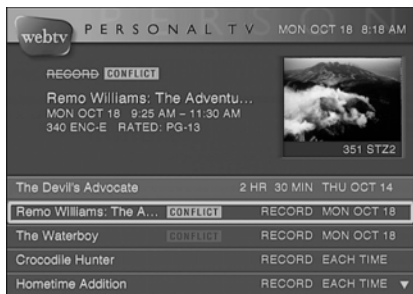 webtv PERSONAL TV MON OCT 18 8:18 AM
RECORD CONFLICT
Remo Williams: The Adventu...
MON OCT 18 9:25 AM – 11:30 AM
340 ENC-E RATED: PG-13
351 STZ2
The Devil's Advocate 2 HR 30 MIN THU OCT 14
Remo Williams: The A... CONFLICT RECORD MON OCT 18
The Waterboy CONFLICT RECORD MON OCT 18
Crocodile Hunter RECORD EACH TIME
Hometime Addition RECORD EACH TIME